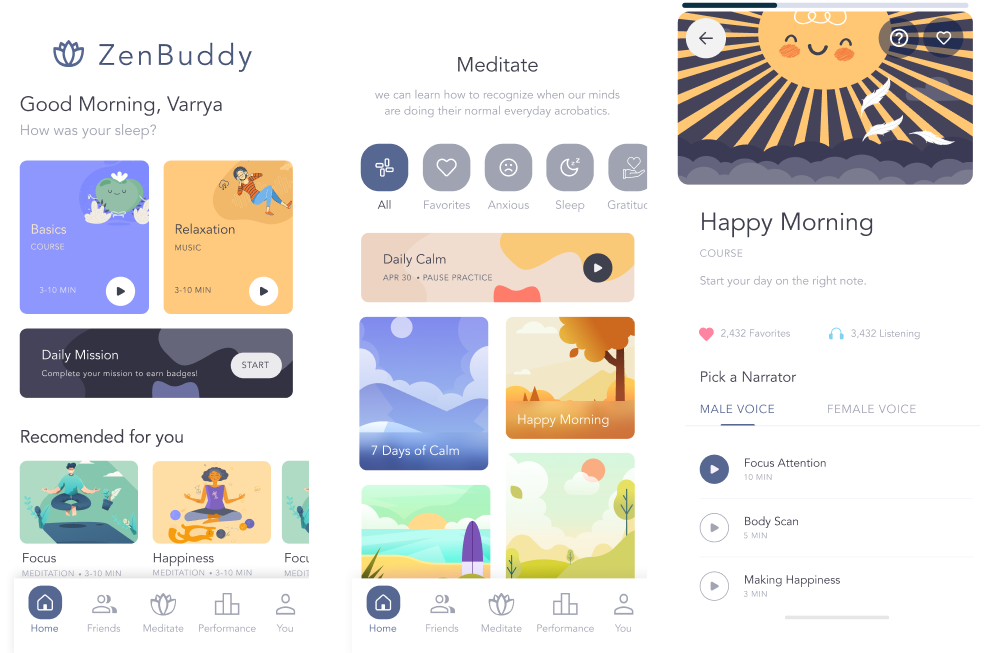 ZenBuddy
Good Morning, Varrya
How was your sleep?
Basics
COURSE
3-10 MIN
Relaxation
MUSIC
3-10 MIN
Daily Mission
Complete your mission to earn badges!
START
Recomended for you
Focus
MEDITATION • 3-10 MIN
Happiness
MEDITATION • 3-10 MIN
Focu
MEDIT
Home
Friends
Meditate
Performance
You
Meditate
we can learn how to recognize when our minds
are doing their normal everyday acrobatics.
All
Favorites
Anxious
Sleep
Gratituc
Daily Calm
APR 30 • PAUSE PRACTICE
7 Days of Calm
Happy Morning
Home
Friends
Meditate
Performance
You
Happy Morning
COURSE
Start your day on the right note.
2,432 Favorites
3,432 Listening
Pick a Narrator
MALE VOICE
FEMALE VOICE
Focus Attention
10 MIN
Body Scan
5 MIN
Making Happiness
3 MIN